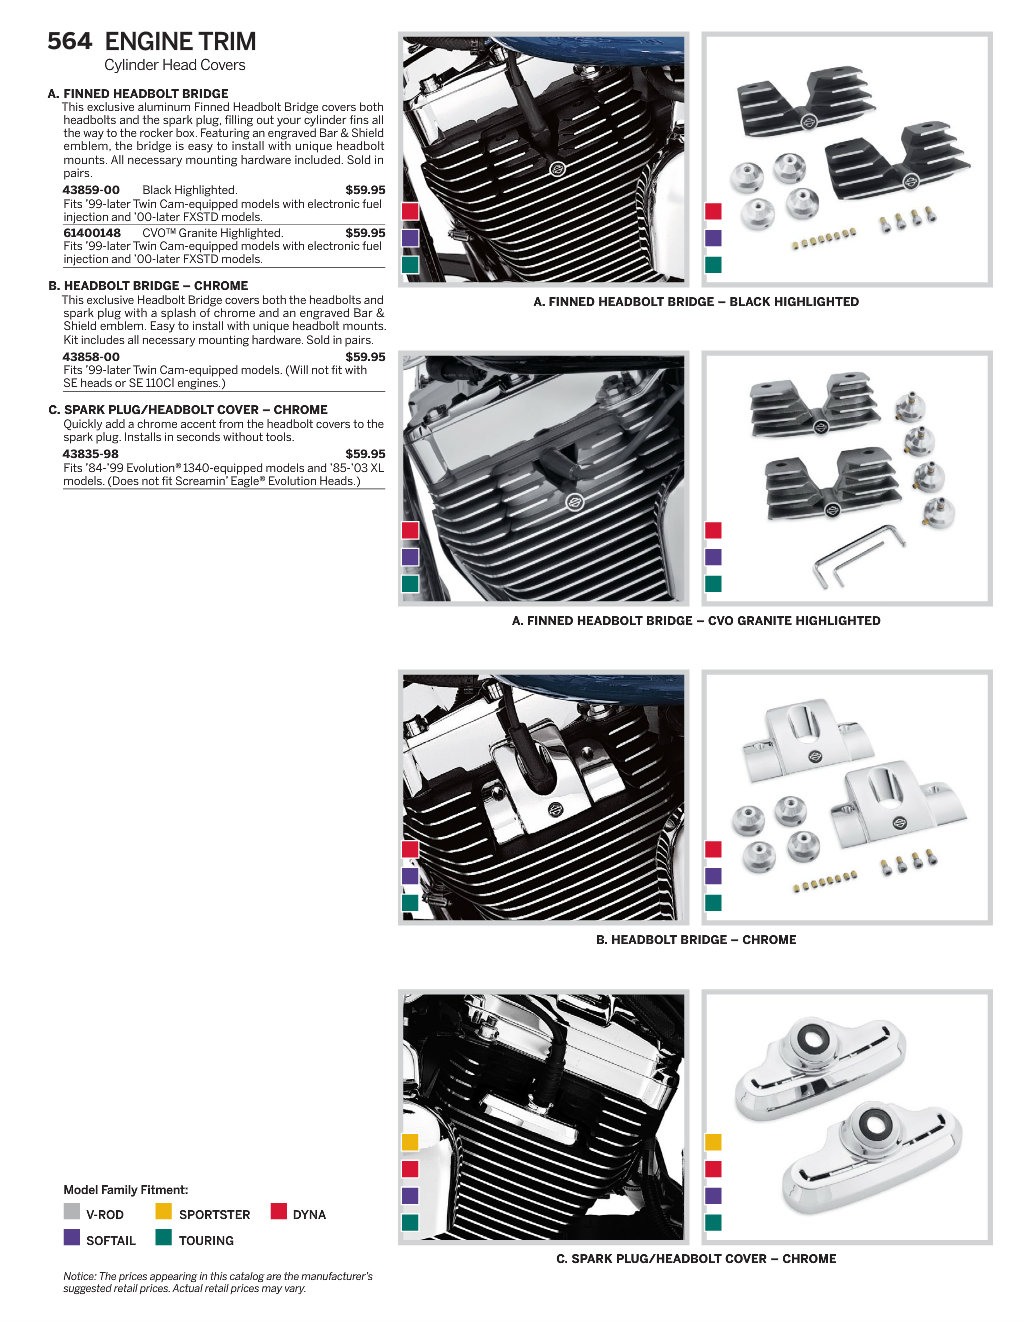 564 ENGINE TRIM
Cylinder Head Covers
A. FINNED HEADBOLT BRIDGE
This exclusive aluminum Finned Headbolt Bridge covers both
headbolts and the spark plug, filling out your cylinder fins all
the way to the rocker box. Featuring an engraved Bar & Shield
emblem, the bridge is easy to install with unique headbolt
mounts. All necessary mounting hardware included. Sold in
pairs.
43859-00 Black Highlighted. $59.95
Fits ’99-later Twin Cam-equipped models with electronic fuel
injection and ’00-later FXSTD models.
61400148 CVO™ Granite Highlighted. $59.95
Fits ’99-later Twin Cam-equipped models with electronic fuel
injection and ’00-later FXSTD models.
B. HEADBOLT BRIDGE – CHROME
This exclusive Headbolt Bridge covers both the headbolts and
spark plug with a splash of chrome and an engraved Bar &
Shield emblem. Easy to install with unique headbolt mounts.
Kit includes all necessary mounting hardware. Sold in pairs.
43858-00 $59.95
Fits ’99-later Twin Cam-equipped models. (Will not fit with
SE heads or SE 110CI engines.)
C. SPARK PLUG/HEADBOLT COVER – CHROME
Quickly add a chrome accent from the headbolt covers to the
spark plug. Installs in seconds without tools.
43835-98 $59.95
Fits ’84-’99 Evolution® 1340-equipped models and ’85-’03 XL
models. (Does not fit Screamin’ Eagle® Evolution Heads.)
A. FINNED HEADBOLT BRIDGE – BLACK HIGHLIGHTED
A. FINNED HEADBOLT BRIDGE – CVO GRANITE HIGHLIGHTED
B. HEADBOLT BRIDGE – CHROME
C. SPARK PLUG/HEADBOLT COVER – CHROME
Model Family Fitment:
V-ROD SPORTSTER DYNA
SOFTAIL TOURING
Notice: The prices appearing in this catalog are the manufacturer’s
suggested retail prices. Actual retail prices may vary.